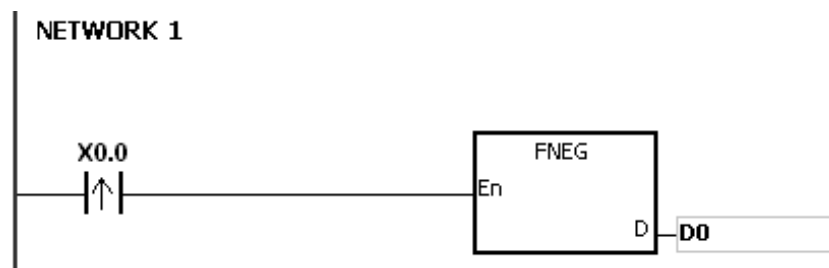 NETWORK 1
X0.0
FNEG
En
D
D0